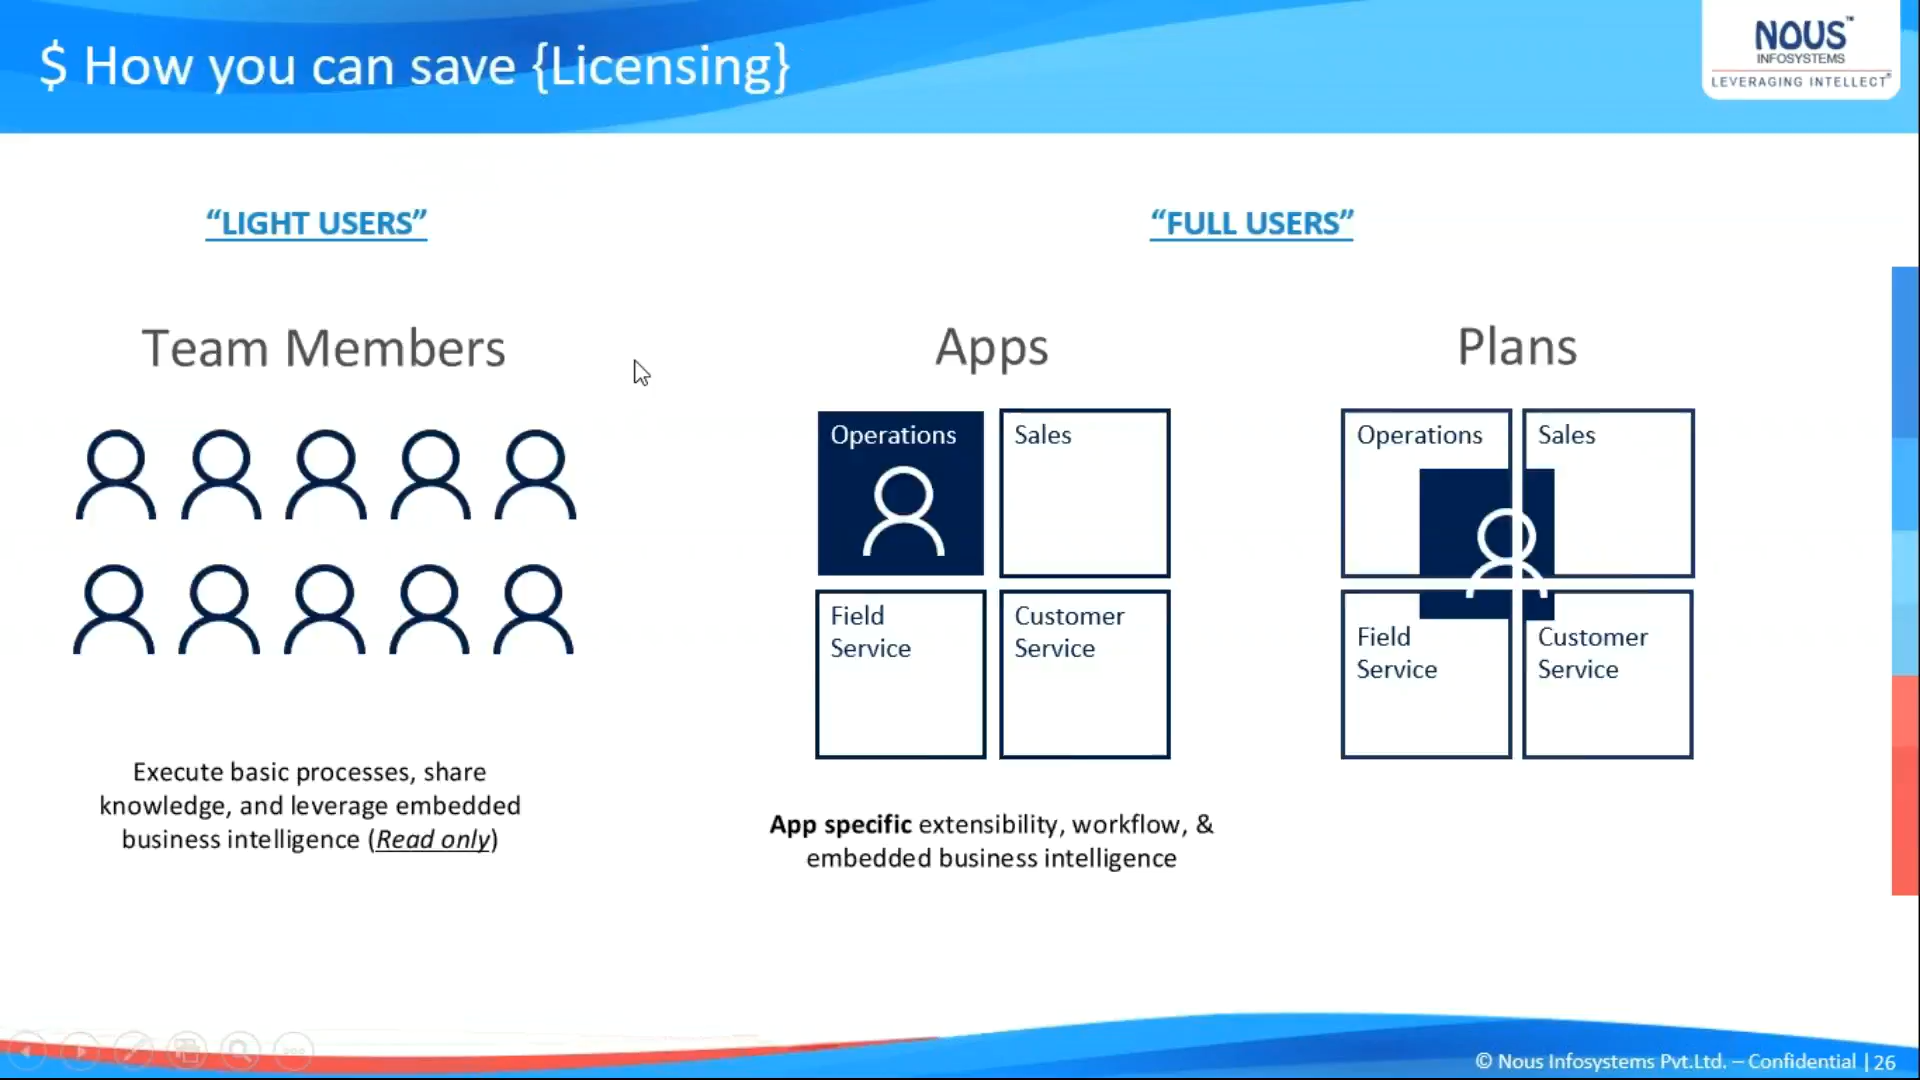 $ How you can save {Licensing}
NOUS™
INFOSYSTEMS
LEVERAGING INTELLECT®
“LIGHT USERS”
“FULL USERS”
Team Members
Apps
Plans
Operations
Sales
Operations
Sales
Field
Service
Customer
Service
Field
Service
Customer
Service
Execute basic processes, share
knowledge, and leverage embedded
business intelligence (Read only)
App specific extensibility, workflow, &
embedded business intelligence
© Nous Infosystems Pvt.Ltd. – Confidential | 26